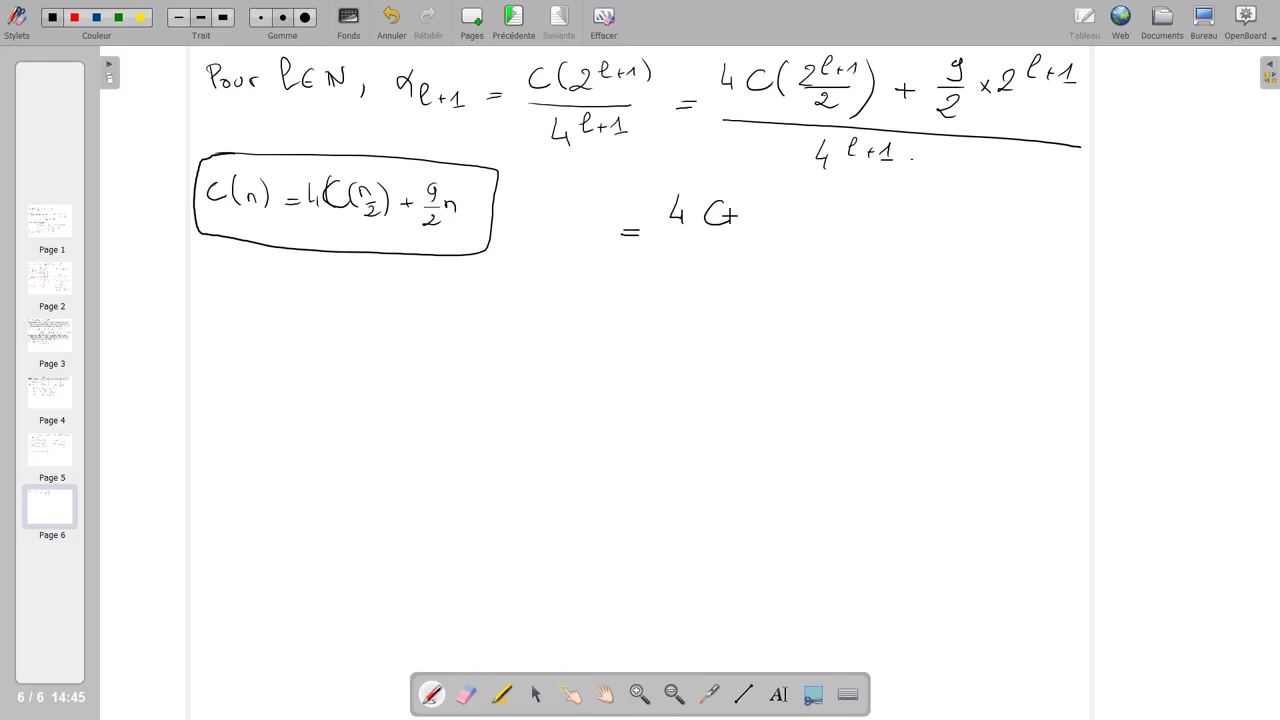 Stylets Couleur Trait Gomme Fonds Annuler Rétablir Pages Précédente Suivante Effacer Tableau Web Documents Bureau OpenBoard
Pour l ∈ ℕ, α_{l+1} = C(2^{l+1}) / 4^{l+1} = (4 C(2^{l+1}/2) + 9/2 × 2^{l+1}) / 4^{l+1}.
C(n) = 4C(n/2) + 9/2 n
= 4 C
Page 1
Page 2
Page 3
Page 4
Page 5
Page 6
6 / 6 14:45